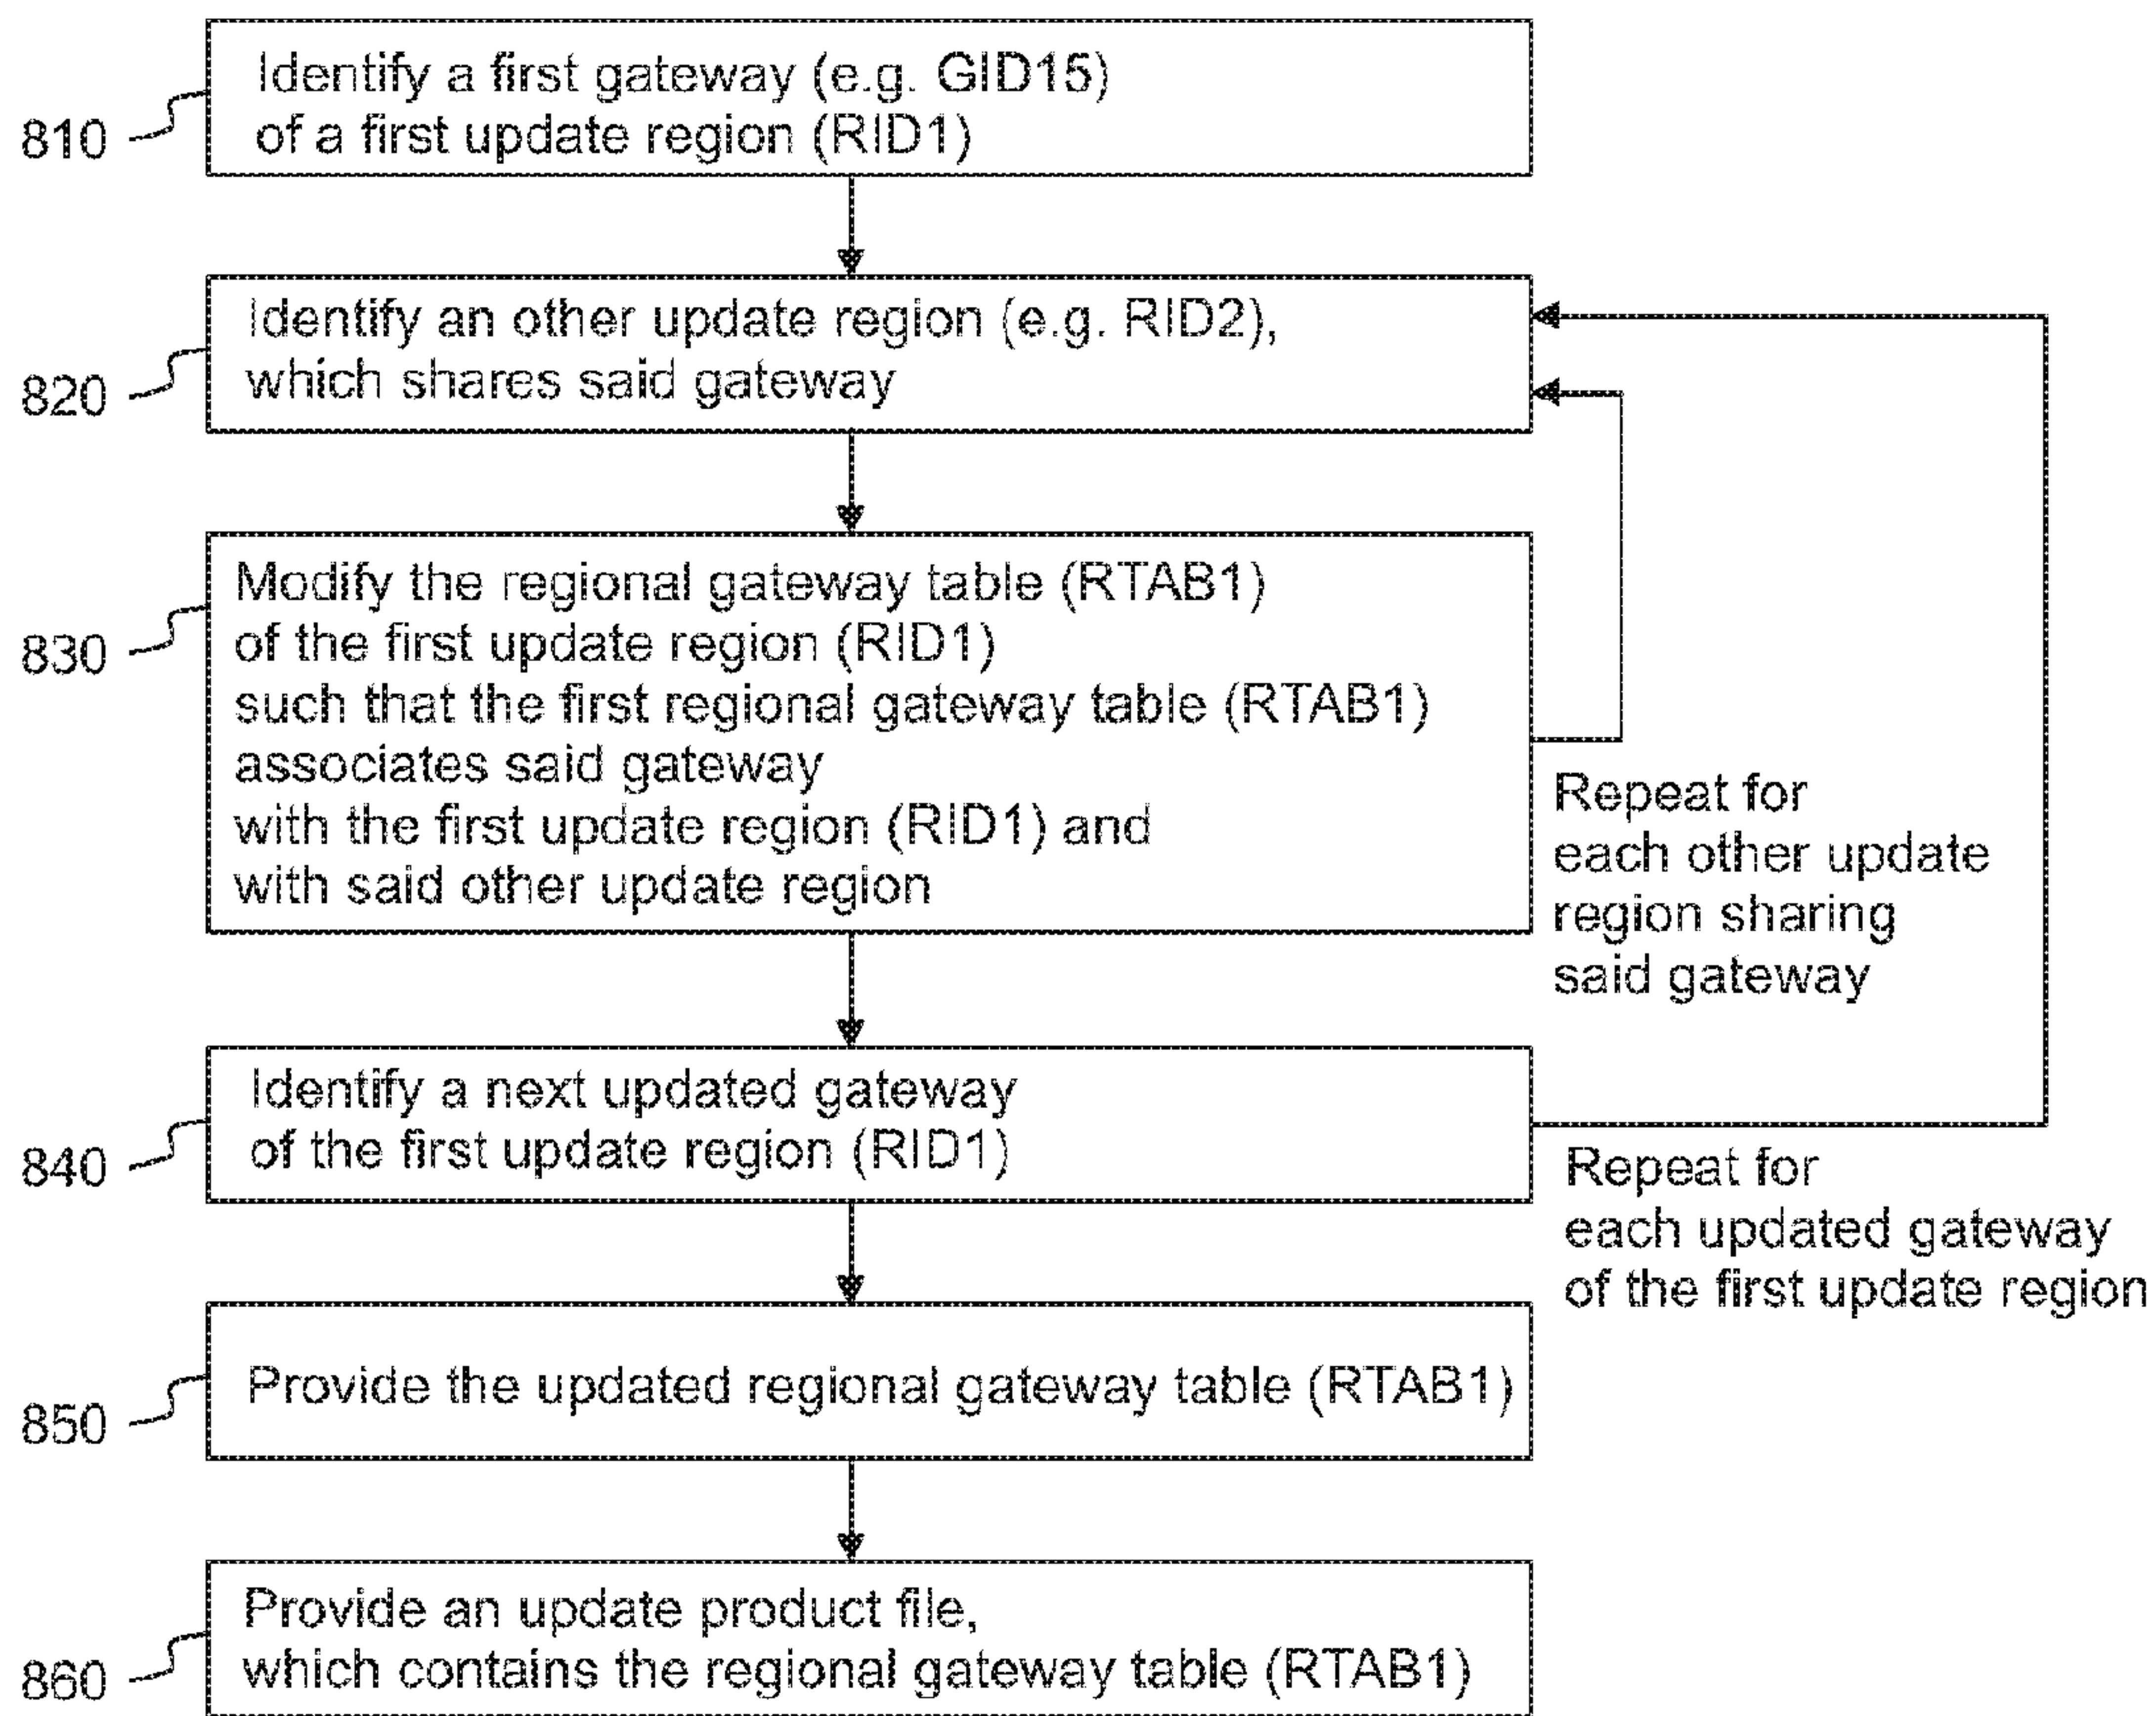 810
Identify a first gateway (e.g. GID15)
of a first update region (RID1)
820
Identify an other update region (e.g. RID2),
which shares said gateway
830
Modify the regional gateway table (RTAB1)
of the first update region (RID1)
such that the first regional gateway table (RTAB1)
associates said gateway
with the first update region (RID1) and
with said other update region
Repeat for
each other update
region sharing
said gateway
840
Identify a next updated gateway
of the first update region (RID1)
Repeat for
each updated gateway
of the first update region
850
Provide the updated regional gateway table (RTAB1)
860
Provide an update product file,
which contains the regional gateway table (RTAB1)